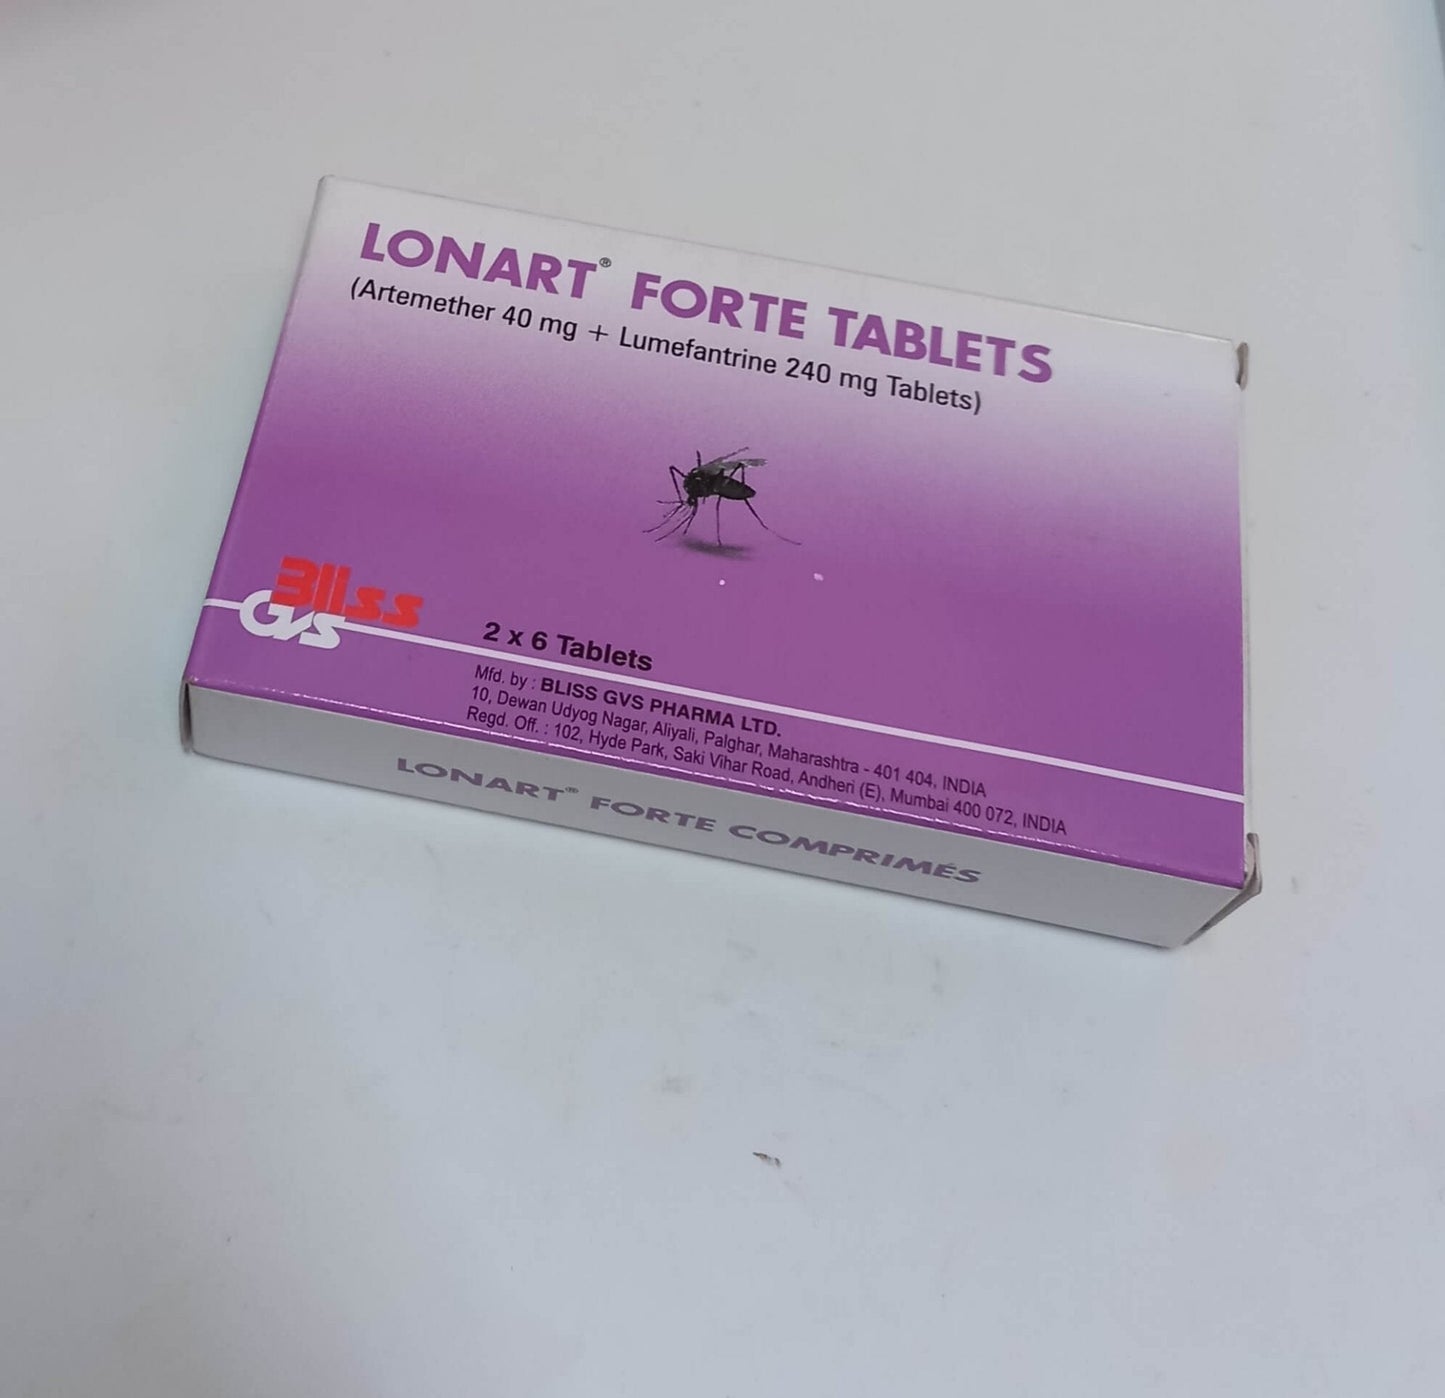 LONART® FORTE TABLETS
(Artemether 40 mg + Lumefantrine 240 mg Tablets)
Bliss
GVS
2 x 6 Tablets
Mfd. by : BLISS GVS PHARMA LTD.
10, Dewan Udyog Nagar, Aliyali, Palghar, Maharashtra - 401 404, INDIA
Regd. Off. : 102, Hyde Park, Saki Vihar Road, Andheri (E), Mumbai 400 072, INDIA
LONART® FORTE COMPRIMÉS